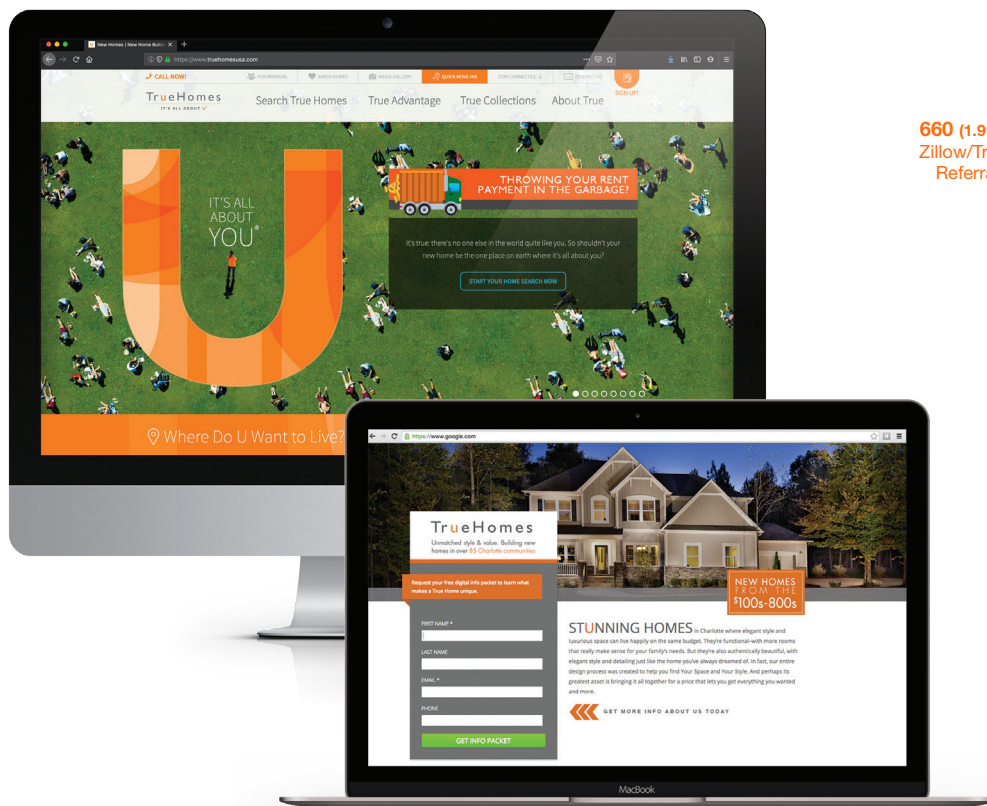 New Homes | New Home Builde
https://www.truehomesusa.com
CALL NOW!
FOR BROKERS
SAVED HOMES
MEDIA GALLERY
QUICK MOVE-INS
STAY CONNECTED
CONTACT US
SIGN UP!
TrueHomes
IT'S ALL ABOUT
Search True Homes
True Advantage
True Collections
About True
660 (1.9
Zillow/Tr
Referra
IT'S ALL
ABOUT
YOU®
U
THROWING YOUR RENT
PAYMENT IN THE GARBAGE?
It's true: there's no one else in the world quite like you. So shouldn't your
new home be the one place on earth where it's all about you?
START YOUR HOME SEARCH NOW
Where Do U Want to Live?
https://www.google.com
TrueHomes
Unmatched style & value. Building new
homes in over 85 Charlotte communities
Request your free digital info packet to learn what
makes a True Home unique.
FIRST NAME *
LAST NAME
EMAIL *
PHONE
GET INFO PACKET
NEW HOMES
FROM THE
$100s-800s
STUNNING HOMES in Charlotte where elegant style and
luxurious space can live happily on the same budget. They're functional–with more rooms
that really make sense for your family's needs. But they're also authentically beautiful, with
elegant style and detailing just like the home you've always dreamed of. In fact, our entire
design process was created to help you find Your Space and Your Style. And perhaps its
greatest asset is bringing it all together for a price that lets you get everything you wanted
and more.
GET MORE INFO ABOUT US TODAY
MacBook